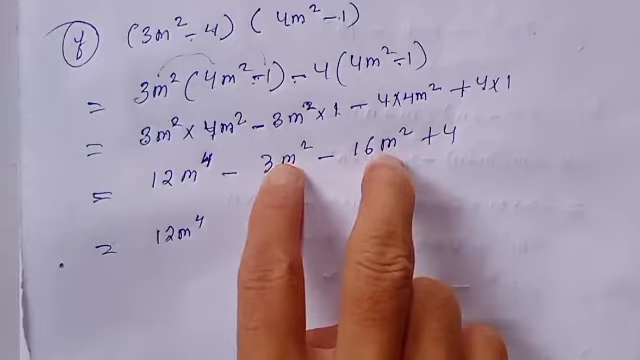 f) (3m² - 4) (4m² - 1)
= 3m² (4m² - 1) - 4 (4m² - 1)
= 3m² × 4m² - 3m² × 1 - 4 × 4m² + 4 × 1
= 12m⁴ - 3m² - 16m² + 4
= 12m⁴